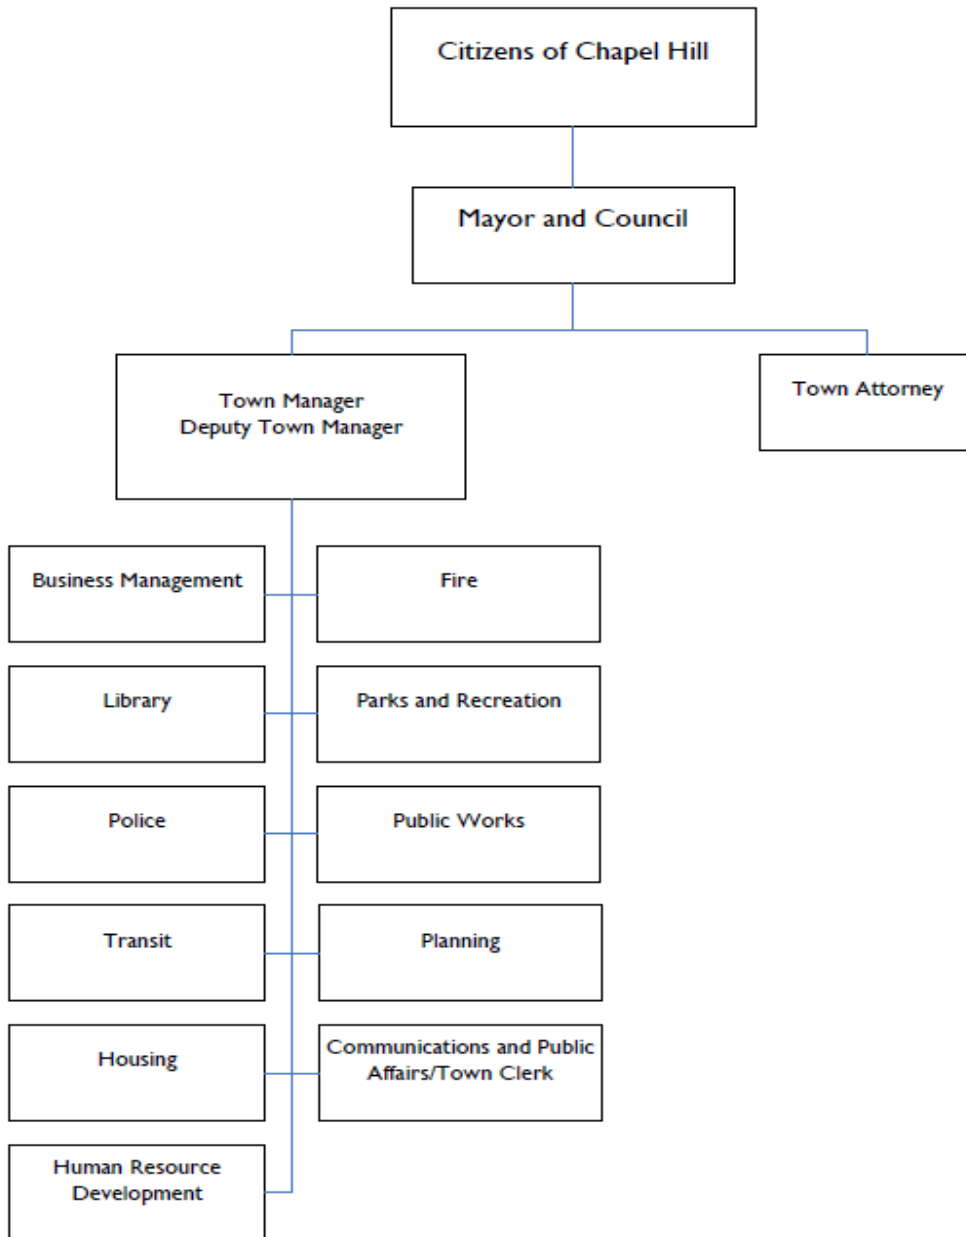 Citizens of Chapel Hill
Mayor and Council
Town Manager
Deputy Town Manager
Town Attorney
Business Management
Fire
Library
Parks and Recreation
Police
Public Works
Transit
Planning
Housing
Communications and Public
Affairs/Town Clerk
Human Resource
Development